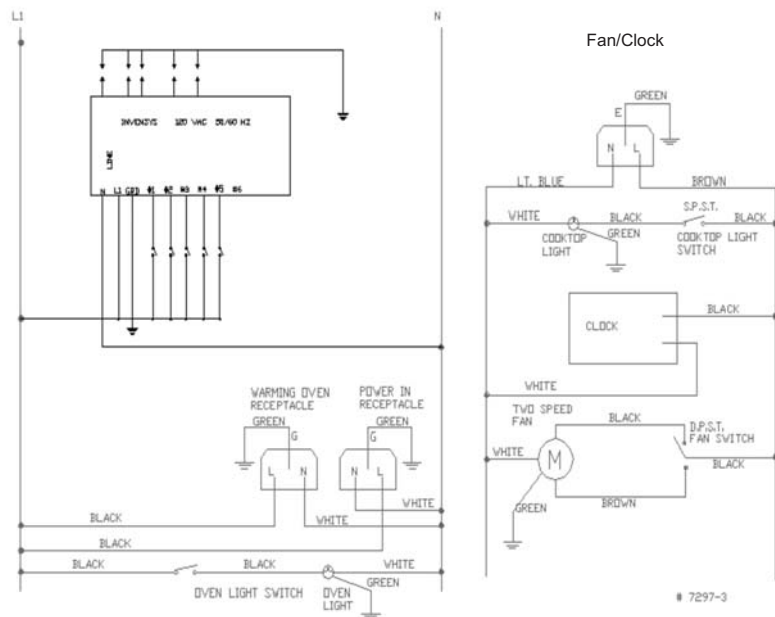 L1
N
INVENSYS 120 VAC 50/60 HZ
LINE
N L1 GRD #1 #2 #3 #4 #5 #6
WARMING OVEN
RECEPTACLE
POWER IN
RECEPTACLE
GREEN
GREEN
G
G
L N
N L
WHITE
BLACK
WHITE
BLACK
BLACK
BLACK
WHITE
GREEN
OVEN LIGHT SWITCH
OVEN
LIGHT
Fan/Clock
GREEN
E
N L
LT. BLUE
BROWN
S.P.S.T.
WHITE
BLACK
BLACK
GREEN
COOKTOP
LIGHT
COOKTOP LIGHT
SWITCH
BLACK
CLOCK
WHITE
TWO SPEED
FAN
BLACK
D.P.S.T.
FAN SWITCH
WHITE
M
BLACK
GREEN
BROWN
# 7297-3